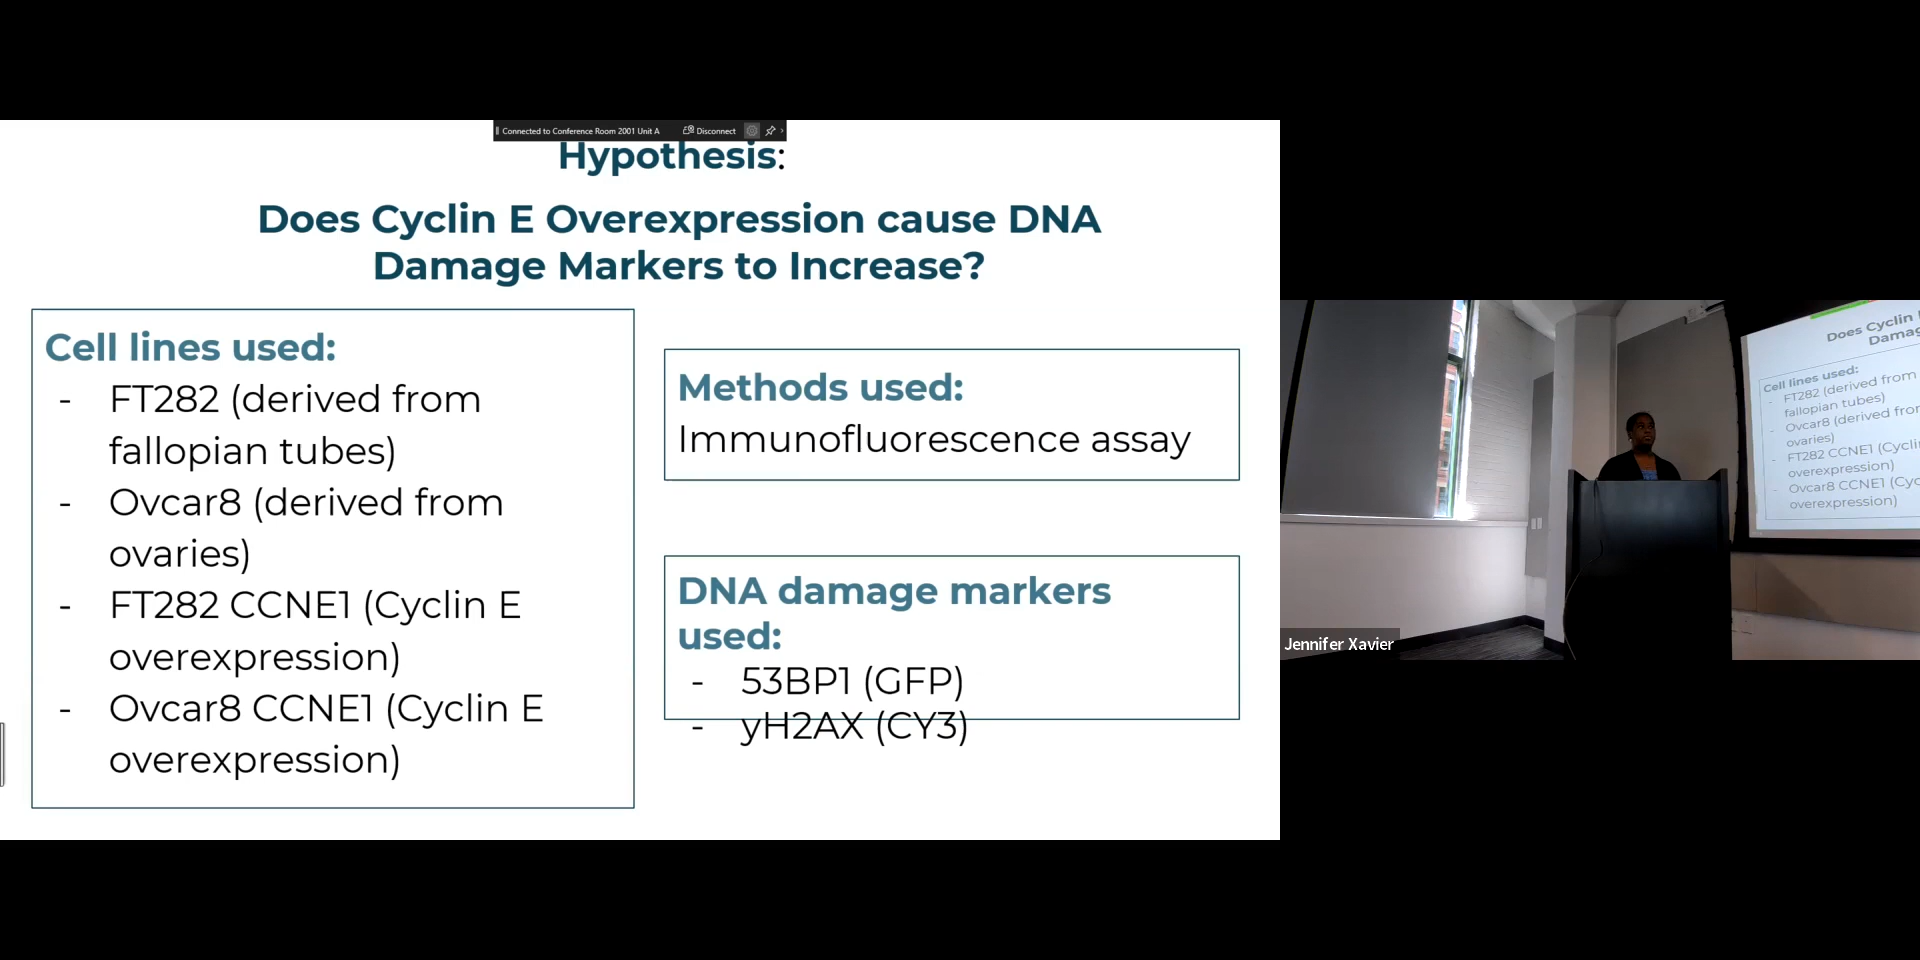 Connected to Conference Room 2001 Unit A
Disconnect
Hypothesis:
Does Cyclin E Overexpression cause DNA
Damage Markers to Increase?
Cell lines used:
- FT282 (derived from
fallopian tubes)
- Ovcar8 (derived from
ovaries)
- FT282 CCNE1 (Cyclin E
overexpression)
- Ovcar8 CCNE1 (Cyclin E
overexpression)
Methods used:
Immunofluorescence assay
DNA damage markers
used:
- 53BP1 (GFP)
- yH2AX (CY3)
Does Cyclin
Damag
Cell lines used:
- FT282 (derived from
fallopian tubes)
- Ovcar8 (derived fro
ovaries)
- FT282 CCNE1 (Cycli
overexpression)
- Ovcar8 CCNE1 (Cyc
overexpression)
Jennifer Xavier